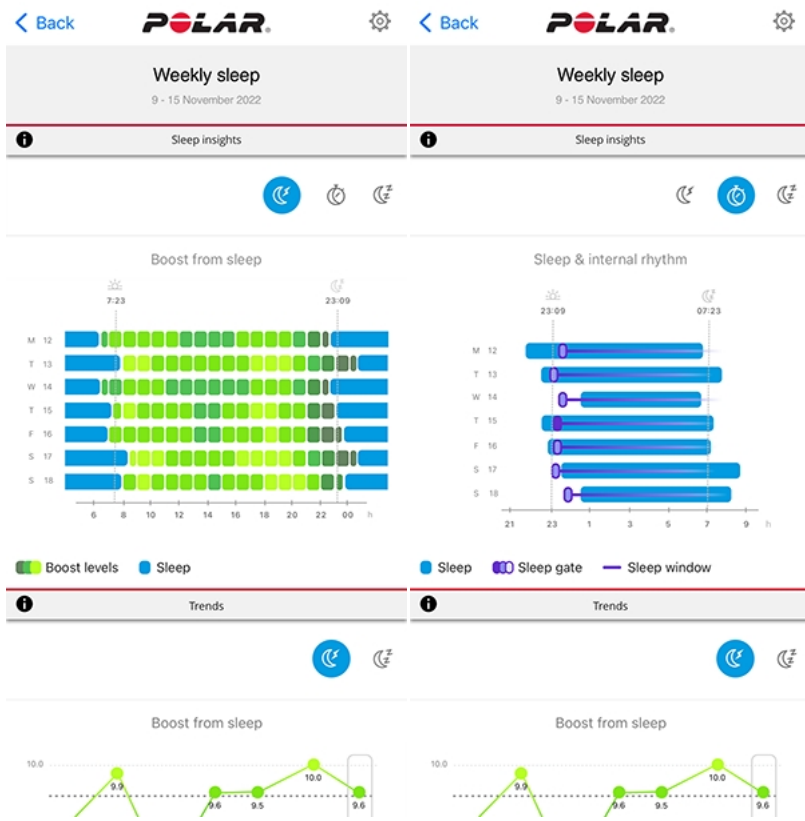 Back
POLAR.
Weekly sleep
9 - 15 November 2022
Sleep insights
Boost from sleep
7:23
23:09
M 12
T 13
W 14
T 15
F 16
S 17
S 18
6 8 10 12 14 16 18 20 22 00 h
Boost levels Sleep
Trends
Boost from sleep
10.0
9.9
9.6
9.5
10.0
9.6
Back
POLAR.
Weekly sleep
9 - 15 November 2022
Sleep insights
Sleep & internal rhythm
23:09
07:23
M 12
T 13
W 14
T 15
F 16
S 17
S 18
21 23 1 3 5 7 9 h
Sleep Sleep gate Sleep window
Trends
Boost from sleep
10.0
9.9
9.6
9.5
10.0
9.6